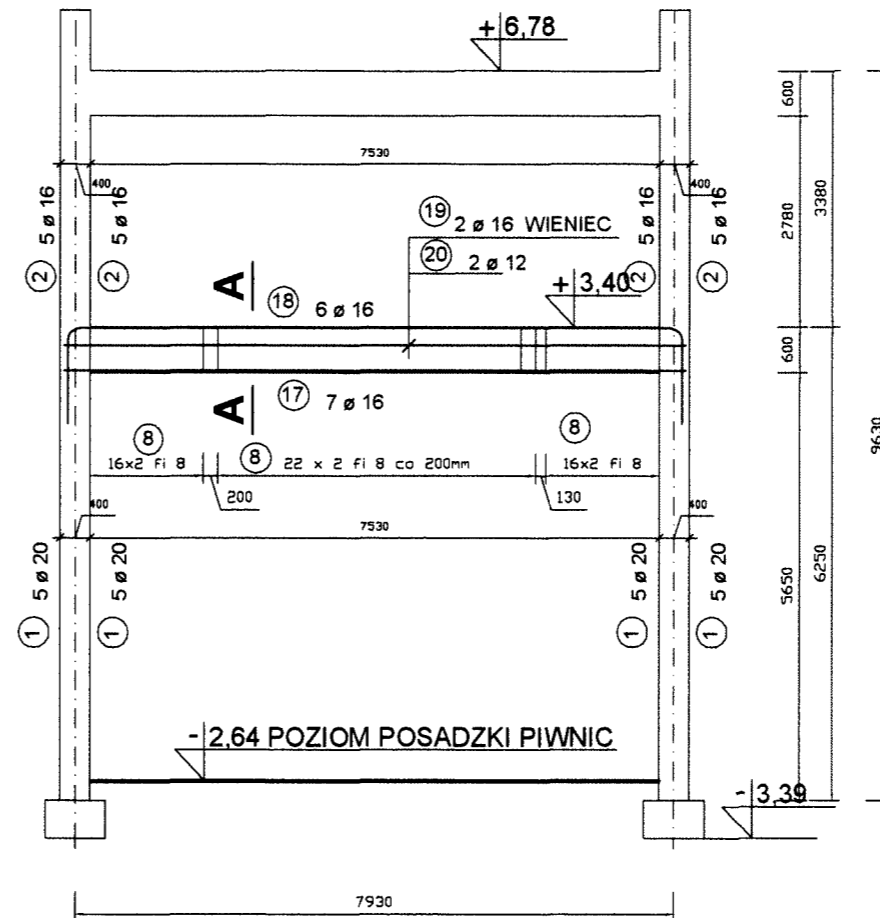 + 6,78
600
7530
400
400
② 5 ø 16
② 5 ø 16
② 5 ø 16
② 5 ø 16
2780
3380
⑲ 2 ø 16 WIENIEC
⑳ 2 ø 12
A
⑱ 6 ø 16
+ 3,40
600
9630
A
⑰ 7 ø 16
⑧ 16x2 fi 8
⑧ 22 x 2 fi 8 co 200mm
⑧ 16x2 fi 8
200
130
400
400
7530
① 5 ø 20
① 5 ø 20
① 5 ø 20
① 5 ø 20
5650
6250
- 2,64 POZIOM POSADZKI PIWNIC
- 3,39
7930